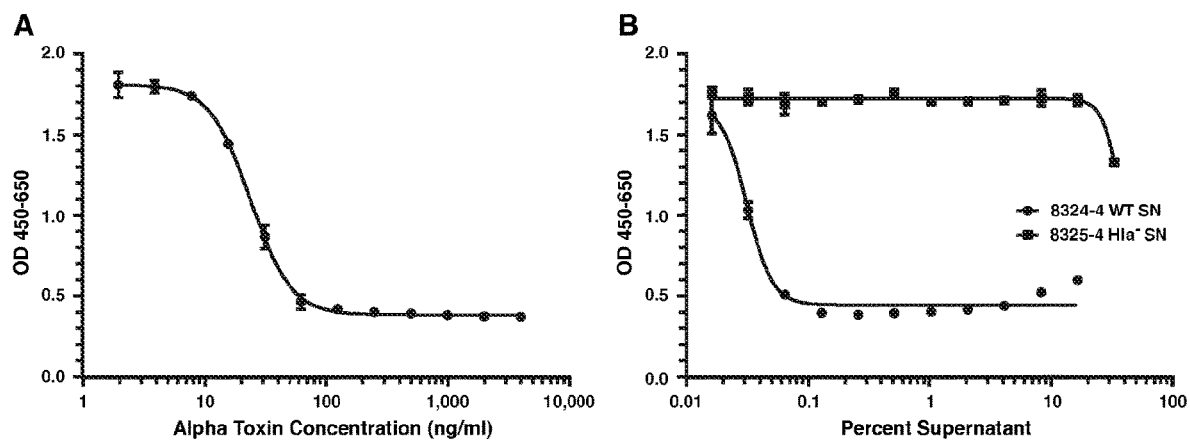 A
OD 450-650
2.0
1.5
1.0
0.5
0.0
1
10
100
1,000
10,000
Alpha Toxin Concentration (ng/ml)
B
OD 450-650
2.0
1.5
1.0
0.5
0.0
0.01
0.1
1
10
100
Percent Supernatant
8324-4 WT SN
8325-4 Hla⁻ SN